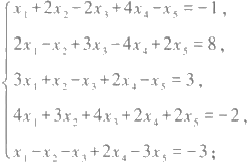 x₁+2x₂-2x₃+4x₄-x₅=-1,
2x₁-x₂+3x₃-4x₄+2x₅=8,
3x₁+x₂-x₃+2x₄-x₅=3,
4x₁+3x₂+4x₃+2x₄+2x₅=-2,
x₁-x₂-x₃+2x₄-3x₅=-3;